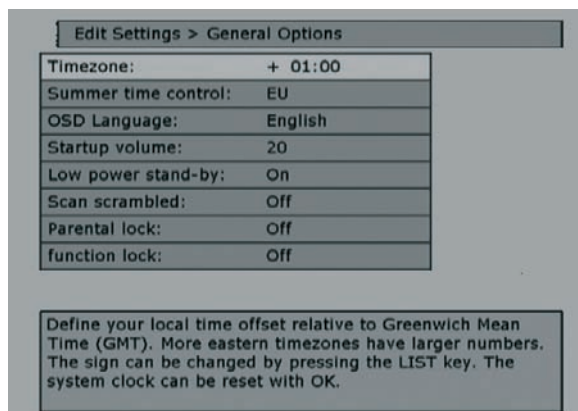 Edit Settings > General Options
Timezone: + 01:00
Summer time control: EU
OSD Language: English
Startup volume: 20
Low power stand-by: On
Scan scrambled: Off
Parental lock: Off
function lock: Off
Define your local time offset relative to Greenwich Mean
Time (GMT). More eastern timezones have larger numbers.
The sign can be changed by pressing the LIST key. The
system clock can be reset with OK.